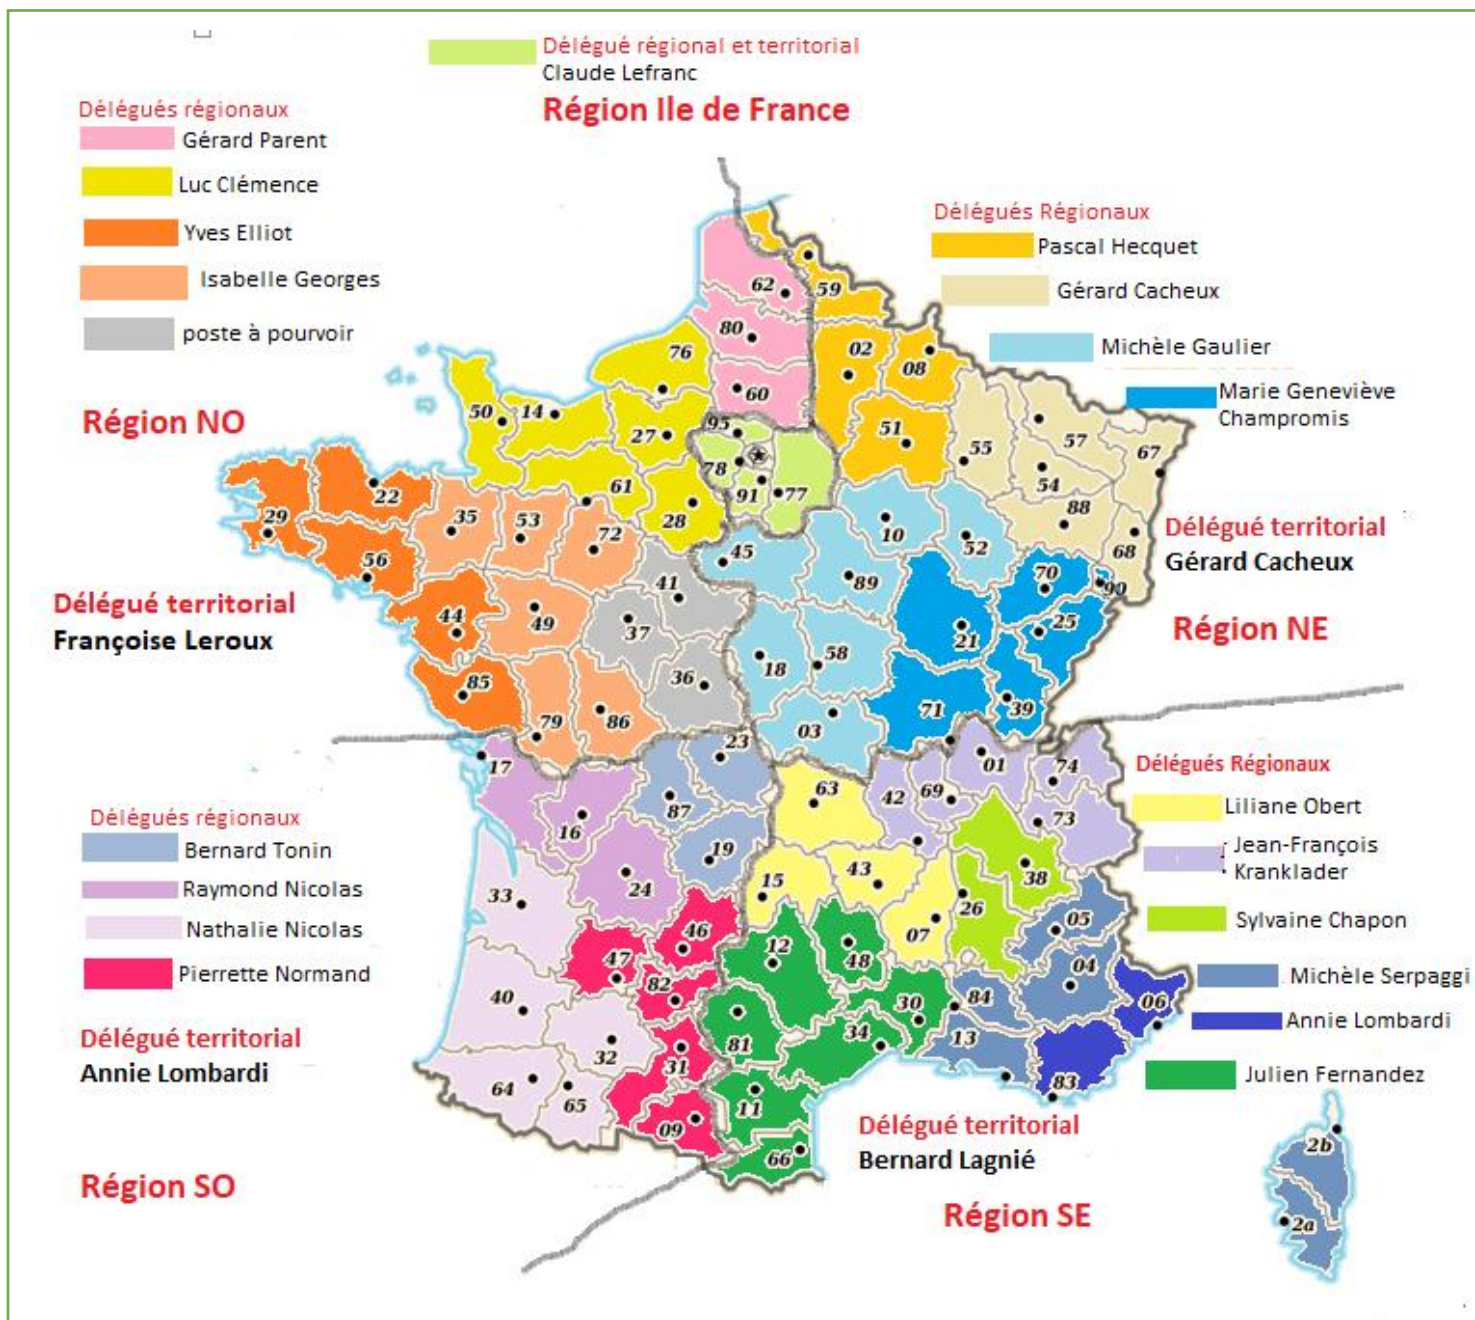 Délégué régional et territorial
Claude Lefranc
Région Ile de France
Délégués régionaux
Gérard Parent
Luc Clémence
Yves Elliot
Isabelle Georges
poste à pourvoir
Région NO
Délégué territorial
Françoise Leroux
Délégués Régionaux
Pascal Hecquet
Gérard Cacheux
Michèle Gaulier
Marie Geneviève
Champromis
Délégué territorial
Gérard Cacheux
Région NE
62
59
80
02
08
76
60
50
14
27
95
51
55
57
67
78
54
61
91
77
22
28
88
29
35
53
72
10
52
68
56
45
89
70
90
41
44
49
37
21
25
18
58
85
36
79
86
03
71
39
17
23
01
74
63
42
69
87
73
16
19
15
43
38
24
33
26
46
07
05
47
12
48
04
82
40
30
84
06
81
34
13
32
31
83
64
65
11
09
66
2b
2a
Délégués régionaux
Bernard Tonin
Raymond Nicolas
Nathalie Nicolas
Pierrette Normand
Délégué territorial
Annie Lombardi
Région SO
Délégués Régionaux
Liliane Obert
Jean-François
Kranklader
Sylvaine Chapon
Michèle Serpaggi
Annie Lombardi
Julien Fernandez
Délégué territorial
Bernard Lagnié
Région SE